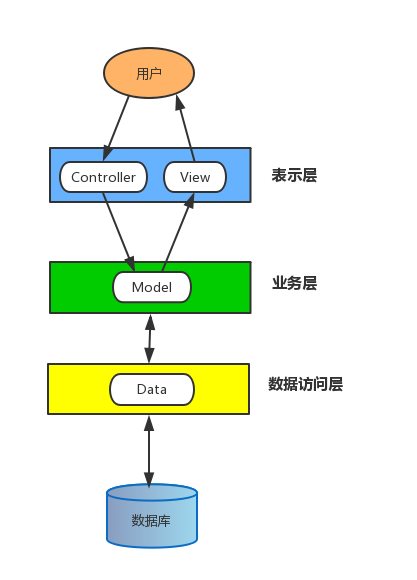 用户
Controller
View
表示层
Model
业务层
Data
数据访问层
数据库